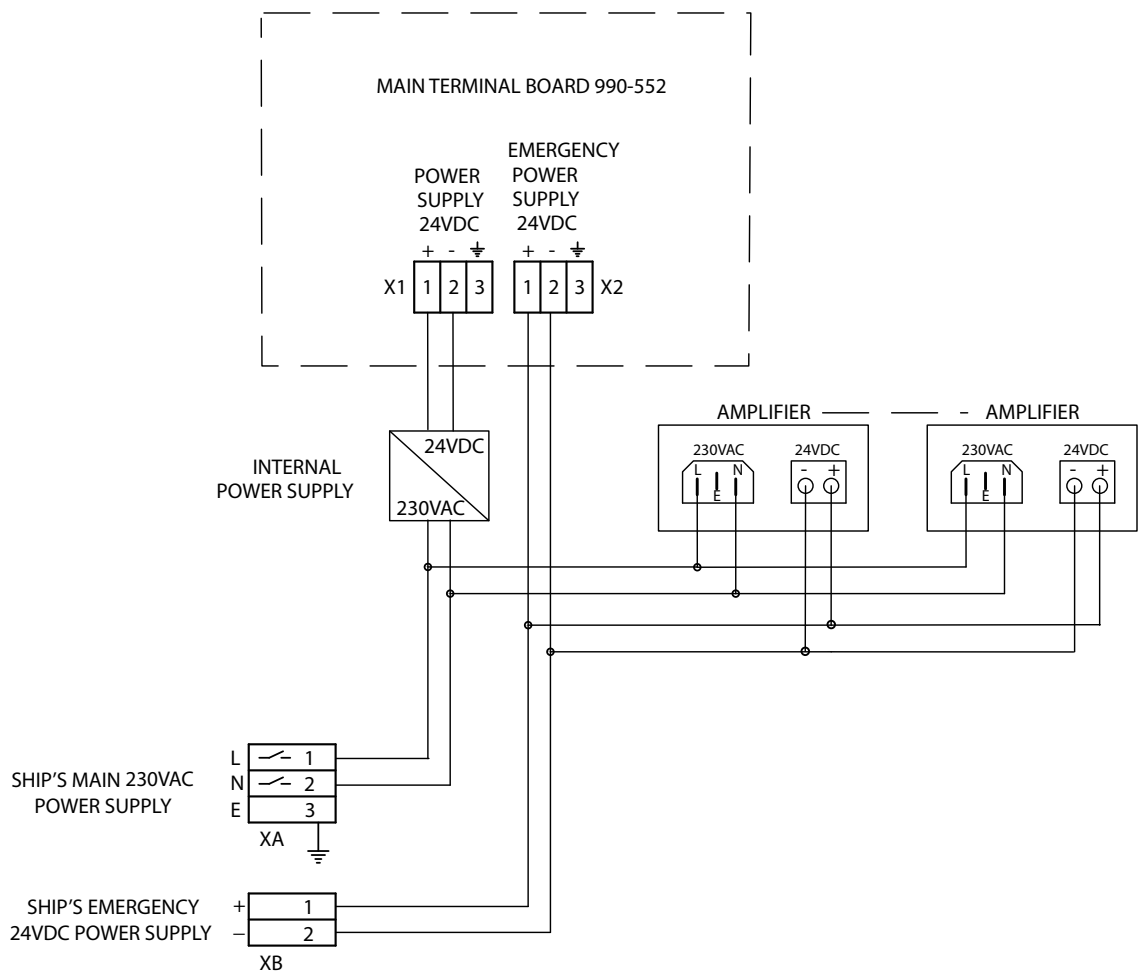 MAIN TERMINAL BOARD 990-552
POWER
SUPPLY
24VDC
EMERGENCY
POWER
SUPPLY
24VDC
+ -
+ -
X1 1 2 3
1 2 3 X2
24VDC
230VAC
INTERNAL
POWER SUPPLY
AMPLIFIER
230VAC
L E N
24VDC
- +
AMPLIFIER
230VAC
L E N
24VDC
- +
SHIP'S MAIN 230VAC
POWER SUPPLY
L 1
N 2
E 3
XA
SHIP'S EMERGENCY
24VDC POWER SUPPLY
+ 1
– 2
XB